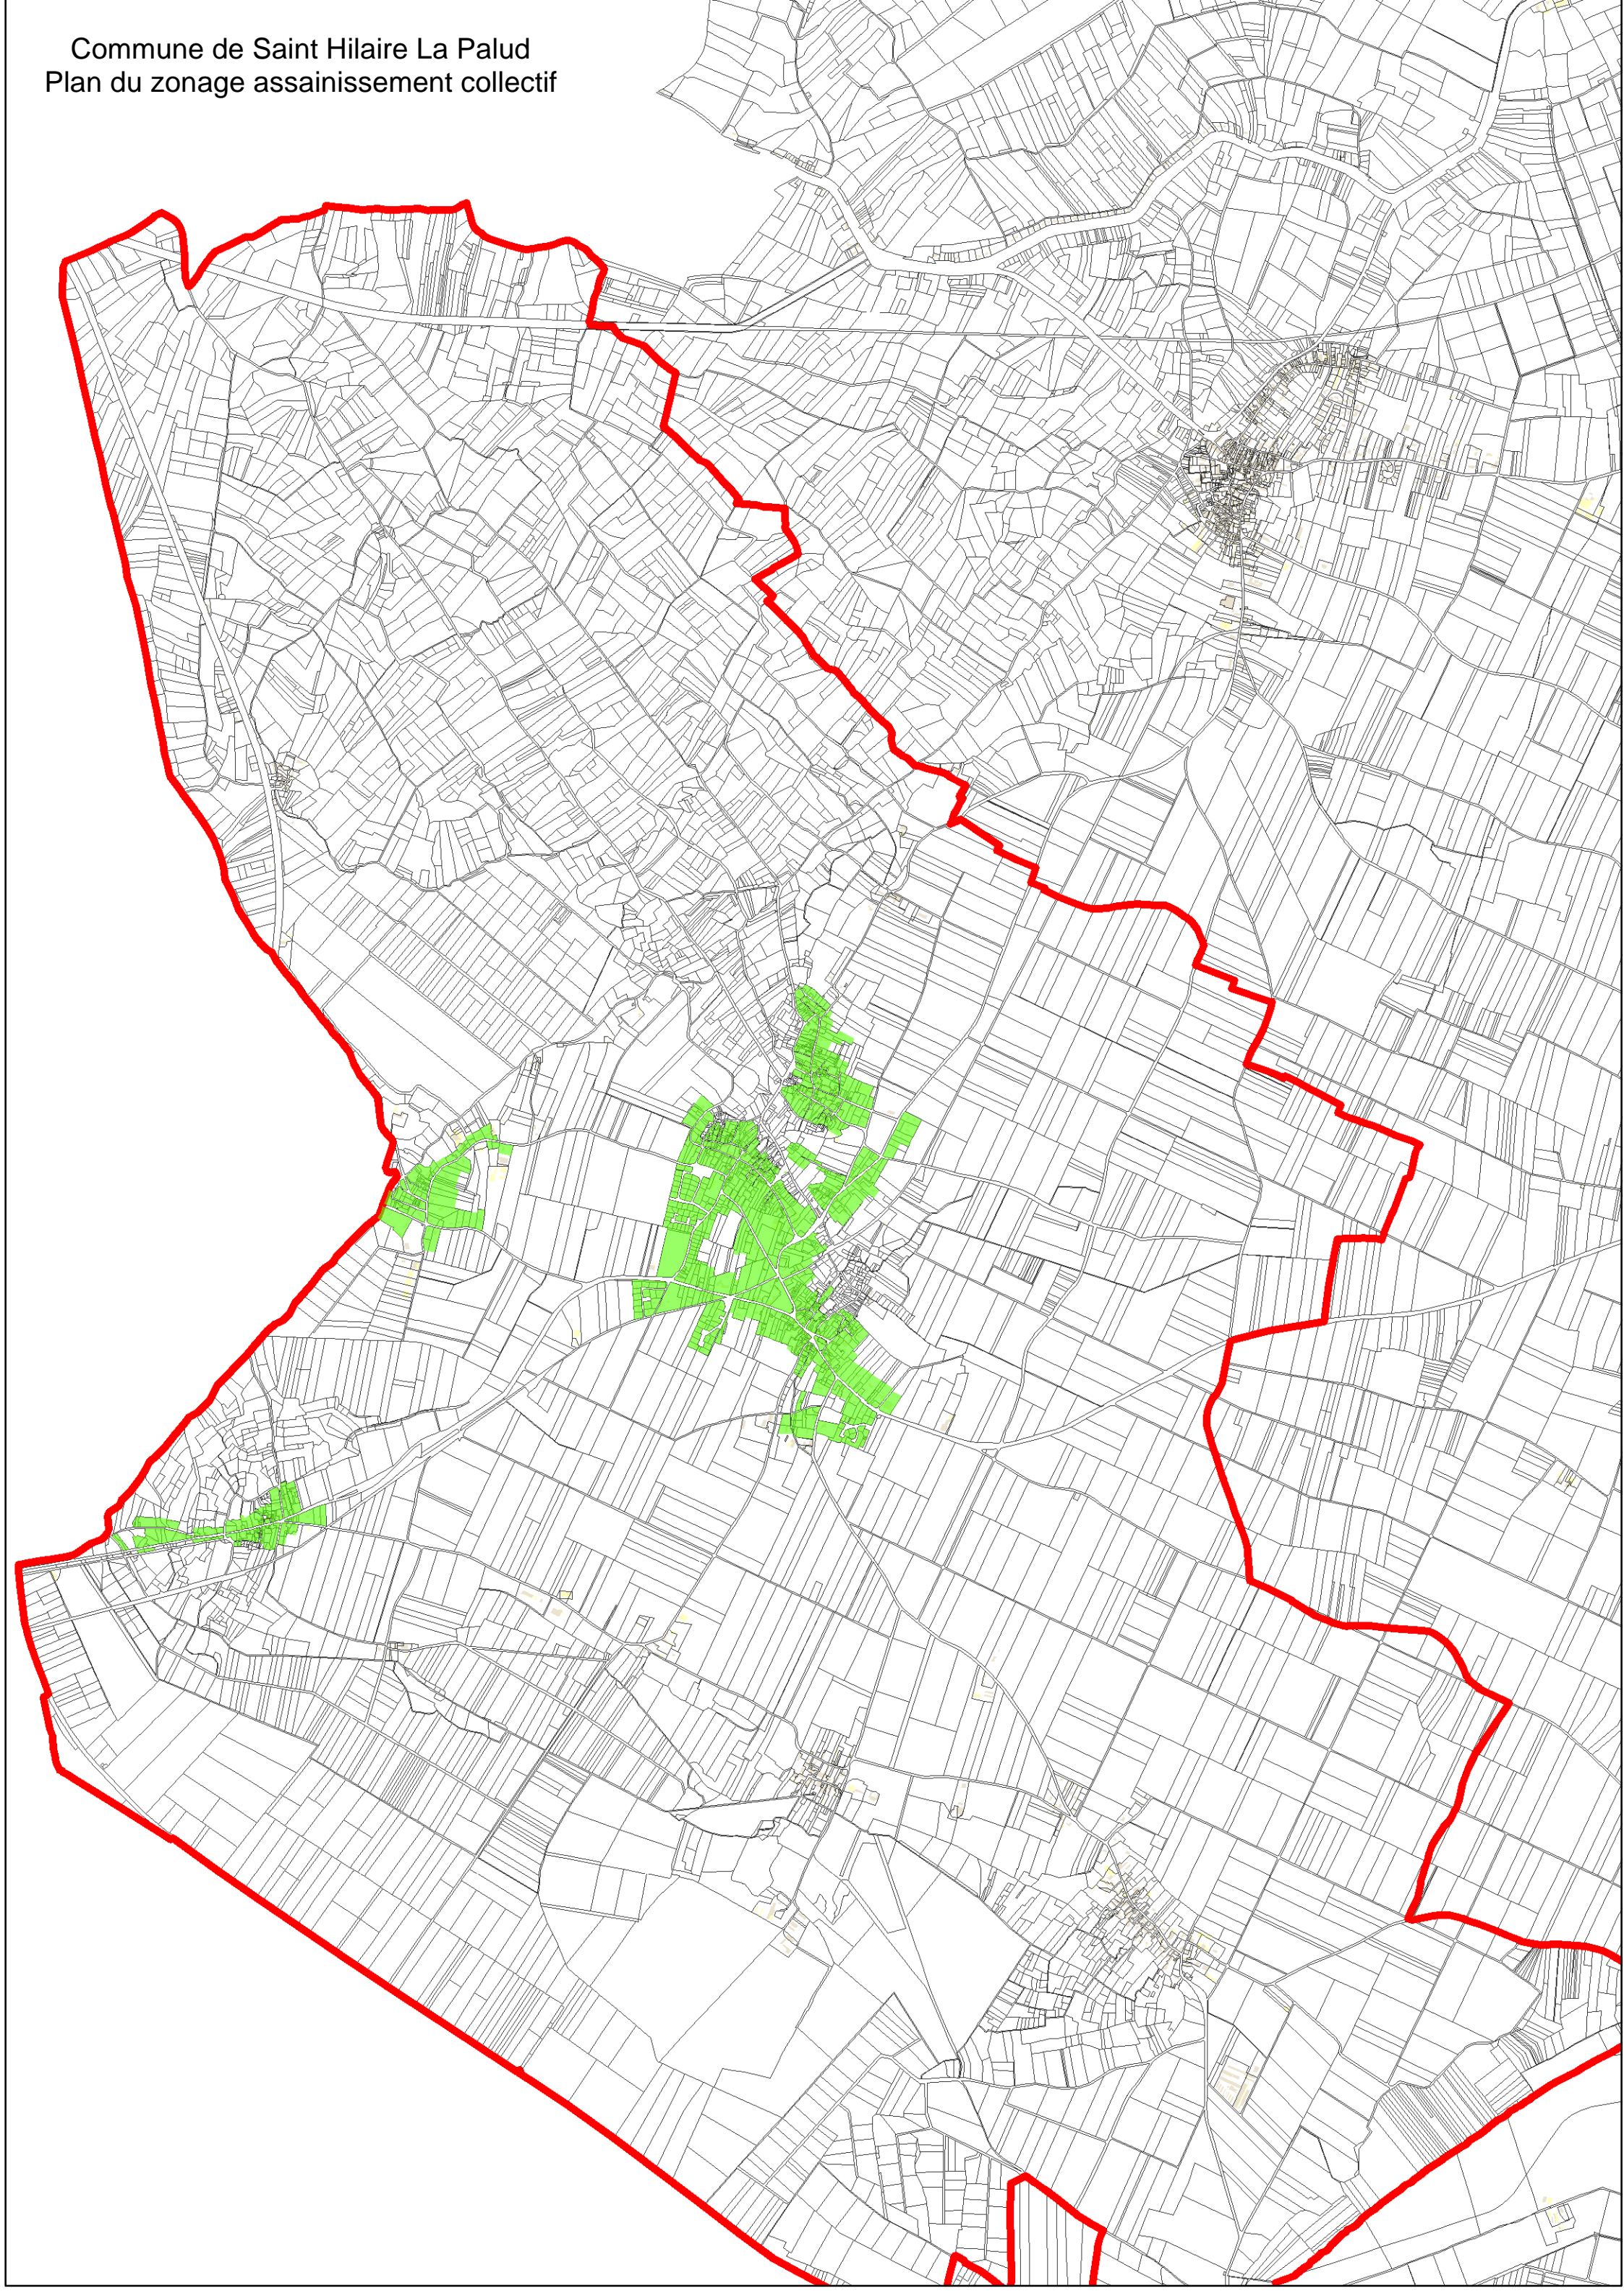 Commune de Saint Hilaire La Palud
Plan du zonage assainissement collectif